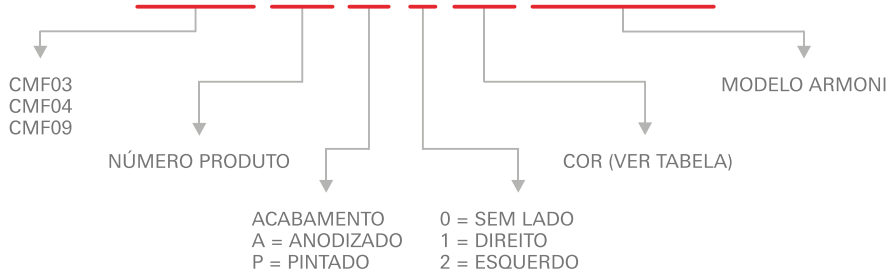 CMF03
CMF04
CMF09
MODELO ARMONI
NÚMERO PRODUTO
COR (VER TABELA)
ACABAMENTO
A = ANODIZADO
P = PINTADO
0 = SEM LADO
1 = DIREITO
2 = ESQUERDO